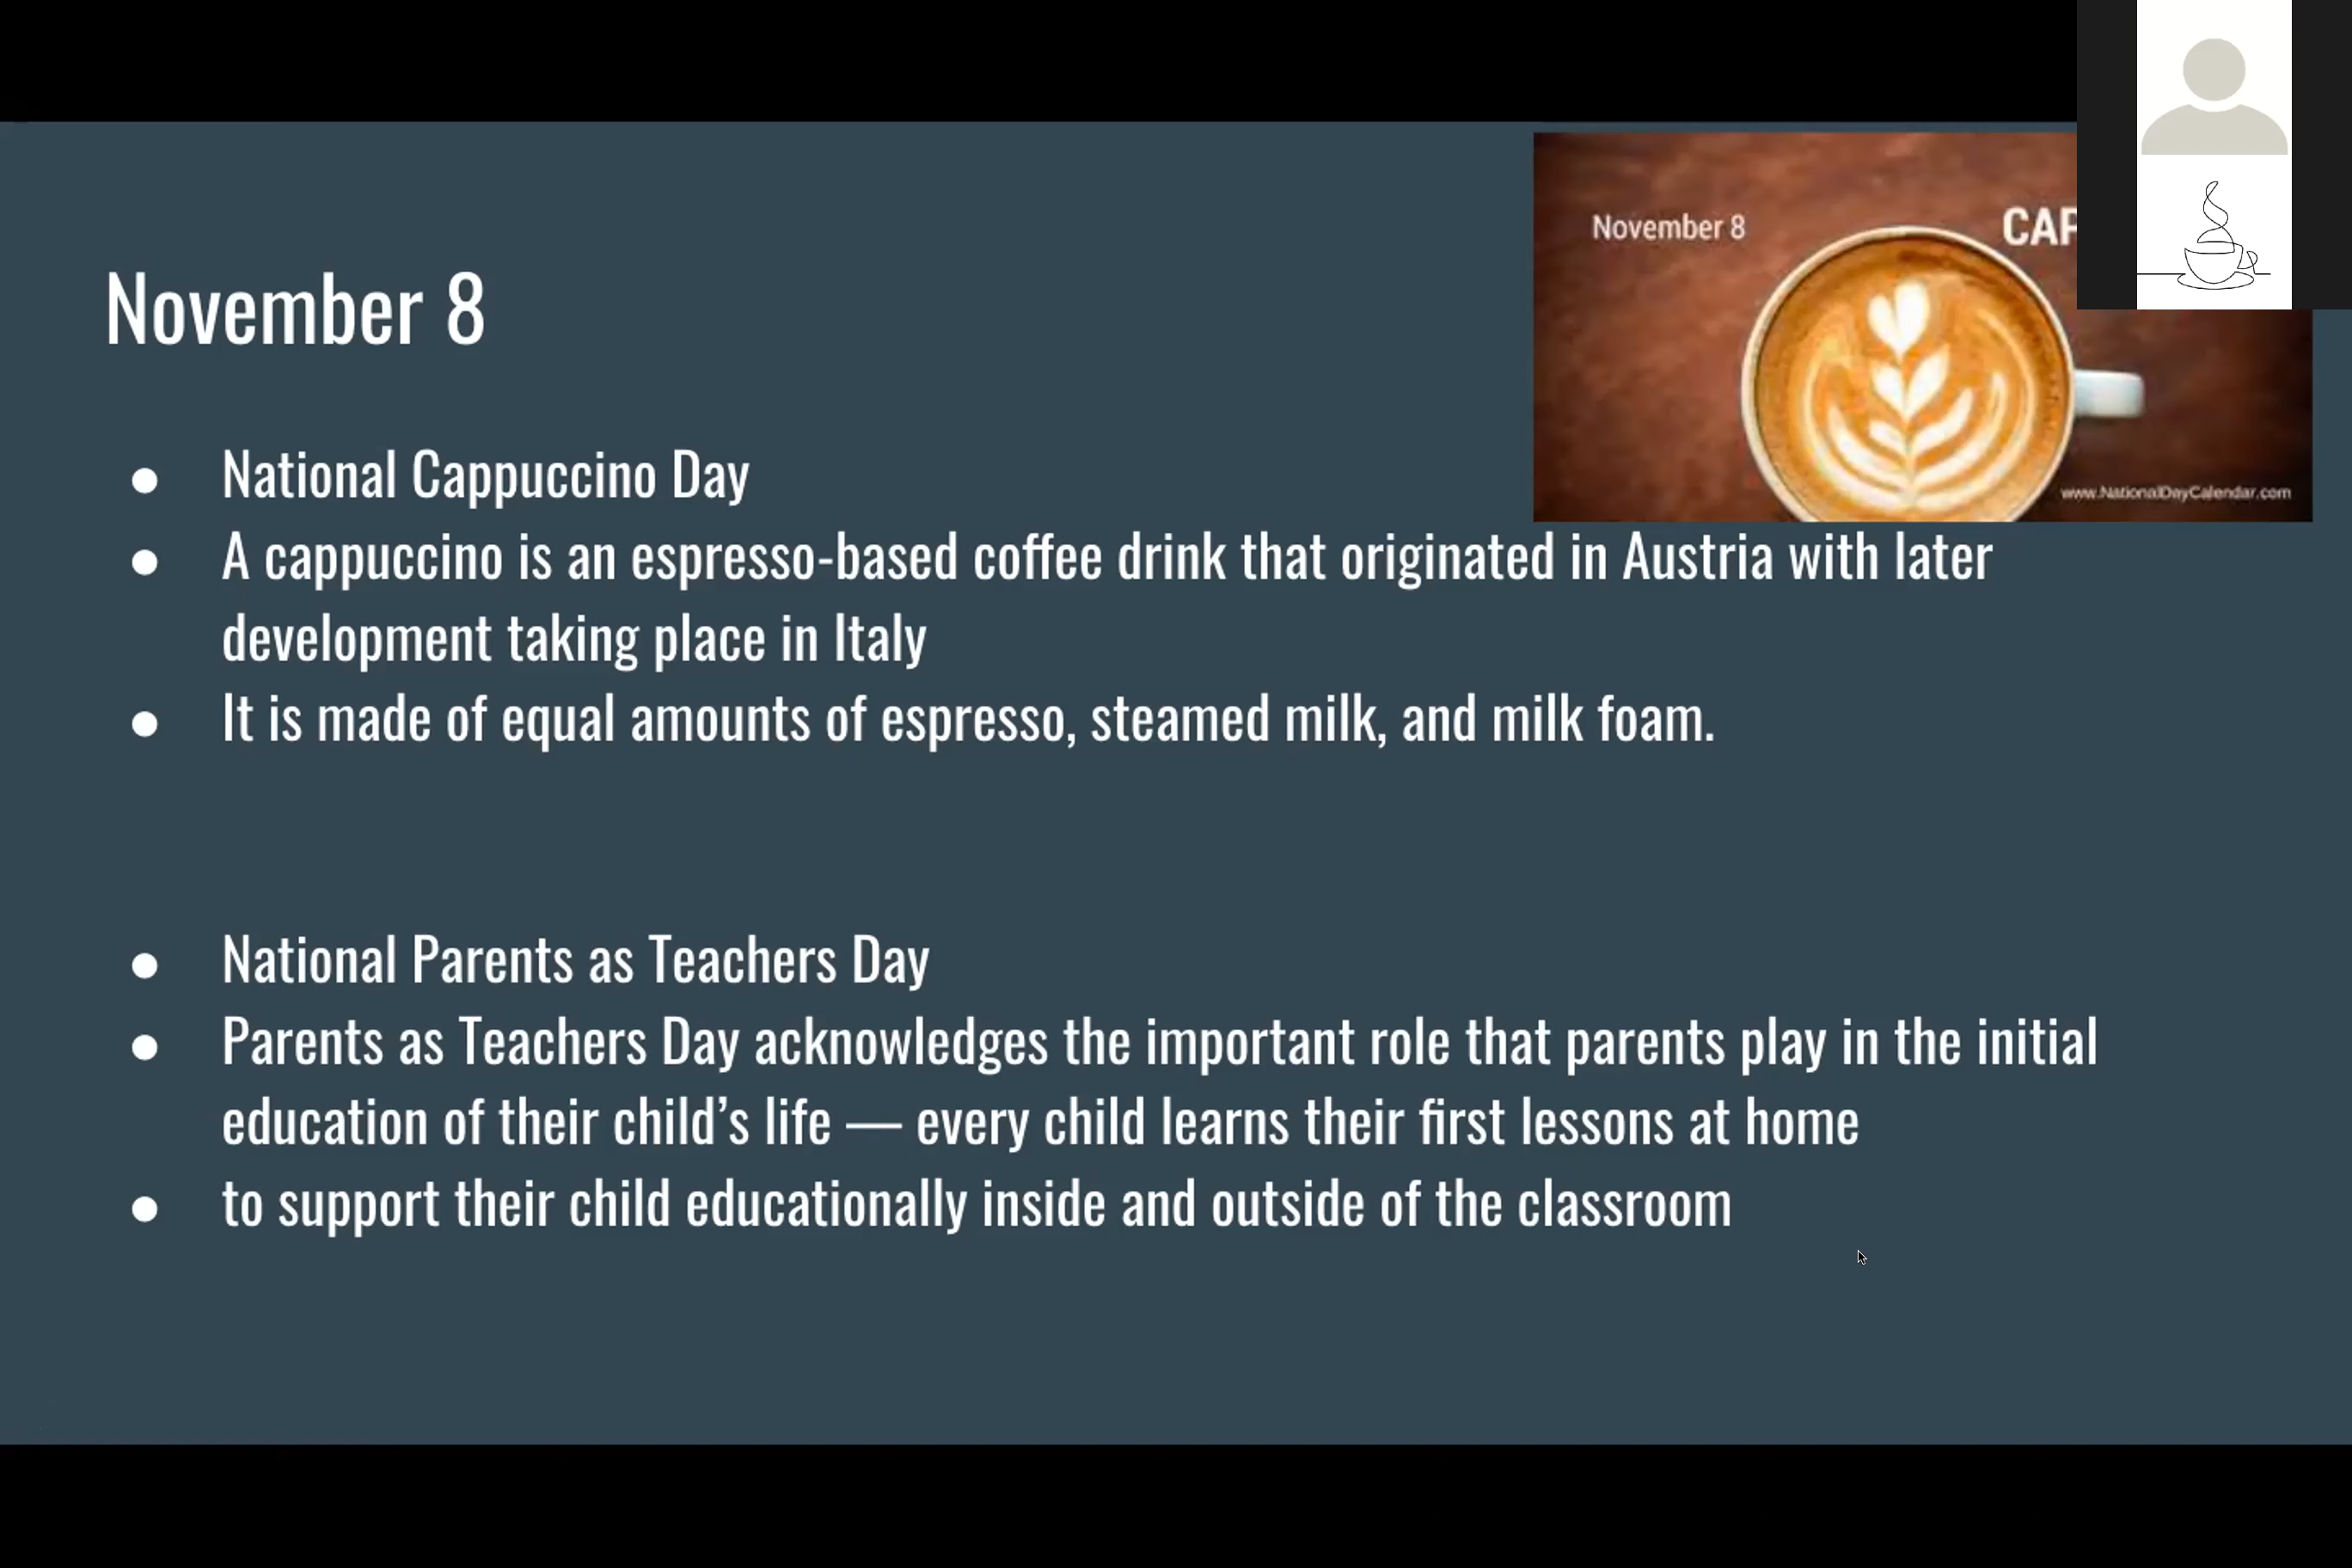 November 8
November 8
National Cappuccino Day
www.NationalDayCalendar.com
A cappuccino is an espresso-based coffee drink that originated in Austria with later
development taking place in Italy
It is made of equal amounts of espresso, steamed milk, and milk foam.
National Parents as Teachers Day
Parents as Teachers Day acknowledges the important role that parents play in the initial
education of their child’s life — every child learns their first lessons at home
to support their child educationally inside and outside of the classroom